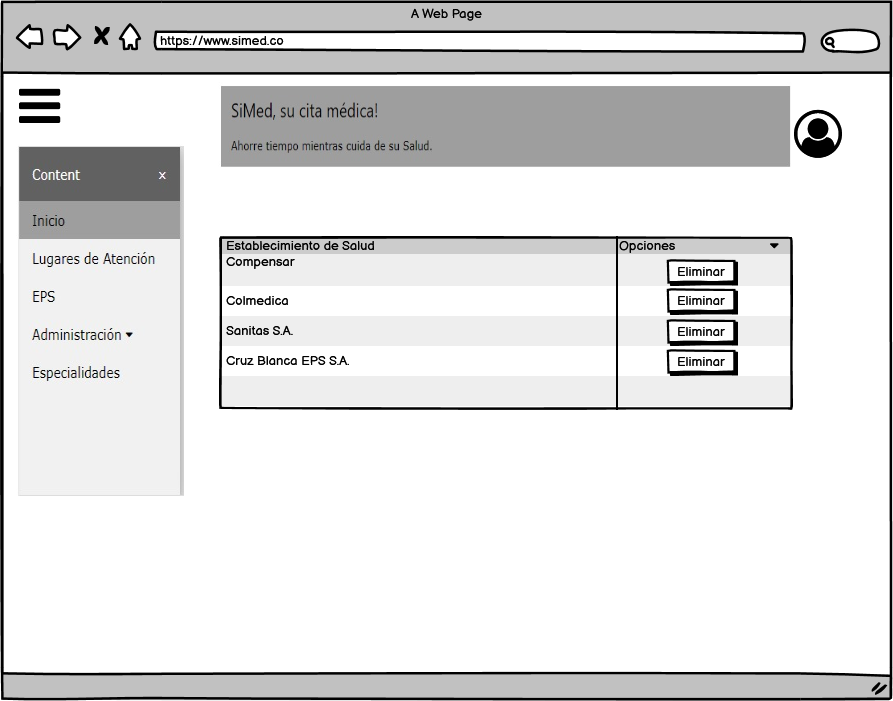 A Web Page
https://www.simed.co
SiMed, su cita médica!
Ahorre tiempo mientras cuida de su Salud.
Content x
Inicio
Lugares de Atención
EPS
Administración
Especialidades
Establecimiento de Salud Opciones
Compensar Eliminar
Colmedica Eliminar
Sanitas S.A. Eliminar
Cruz Blanca EPS S.A. Eliminar